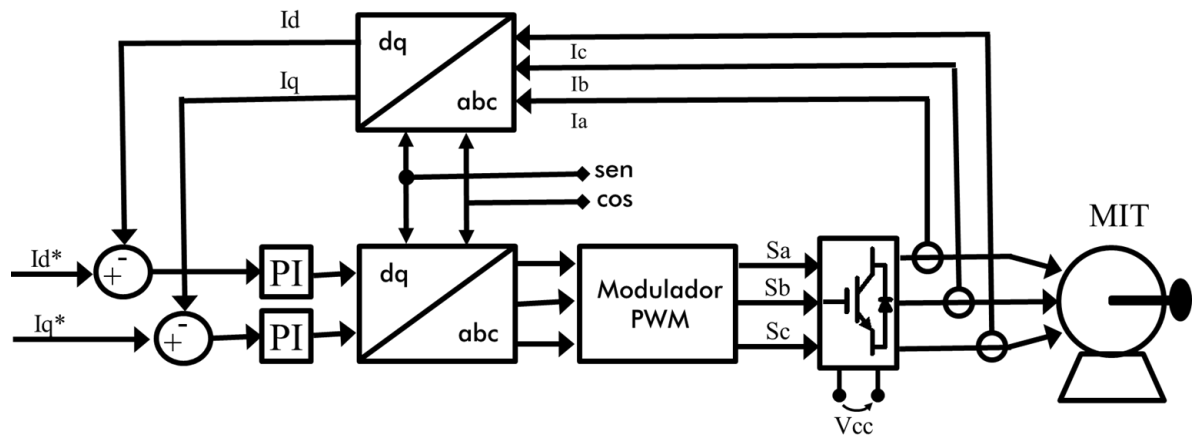 Id
dq
Iq
abc
Ic
Ib
Ia
sen
cos
MIT
Id*
-
+
PI
dq
abc
Modulador
PWM
Sa
Sb
Sc
Iq*
-
+
PI
Vcc